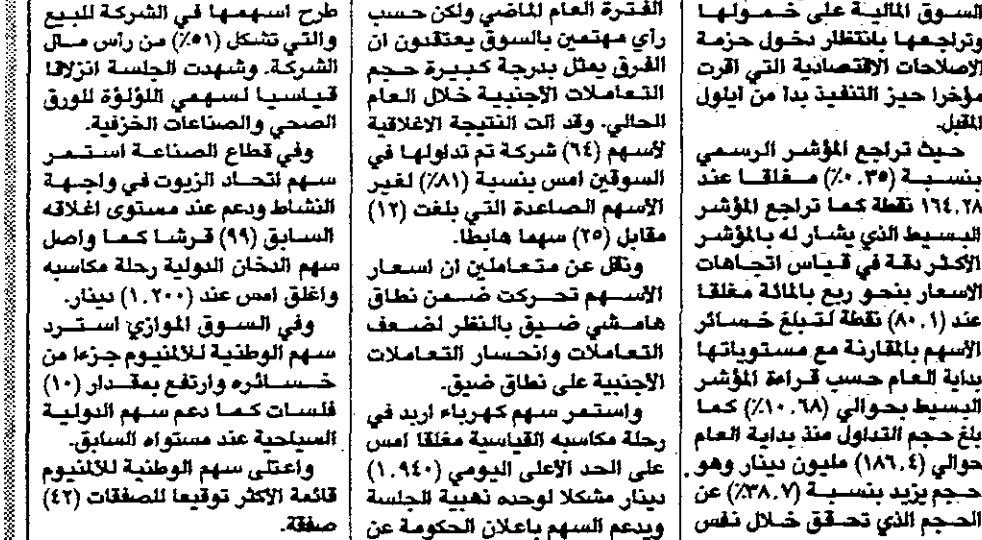 السوق المالية على خمولها
وتراجعها بانتظار دخول حزمة
الاصلاحات الاقتصادية التي اقرت
مؤخرا حيز التنفيذ بدا من ايلول
المقبل.
حيث تراجع المؤشر الرسمي
بنسبة (٠.٣٥٪) مغلقا عند
١٦٤.٢٨ نقطة كما تراجع المؤشر
البسيط الذي يشار له بالمؤشر
الأكثر دقة في قياس اتجاهات
الاسعار بنحو ربع بالمائة مغلقا
عند (٨٠.١) نقطة لتبلغ خسائر
الأسهم بالمقارنة مع مستوياتها
بداية العام حسب قراءة المؤشر
البسيط بحوالي (١٠.٦٨٪) كما
بلغ حجم التداول منذ بداية العام
حوالي (١٨٦.٤) مليون دينار وهو
حجم يزيد بنسبة (٣٨.٧٪) عن
الحجم الذي تحقق خلال نفس
الفترة العام الماضي ولكن حسب
رأي مهتمين بالسوق يعتقدون ان
الفرق يمثل بدرجة كبيرة حجم
التعاملات الأجنبية خلال العام
الحالي. وقد آلت النتيجة الاغلاقية
لأسهم (٦٤) شركة تم تداولها في
السوقين امس بنسبة (٨١٪) لغير
الأسهم الصاعدة التي بلغت (١٢)
مقابل (٢٥) سهما هابطا.
ونقل عن متعاملين ان اسعار
الأسهم تحركت ضمن نطاق
هامشي ضيق بالنظر لضعف
التعاملات وانحسار التعاملات
الأجنبية على نطاق ضيق.
واستمر سهم كهرباء اربد في
رحلة مكاسبه القياسية مغلقا امس
على الحد الأعلى اليومي (١.٩٤٠)
دينار مشكلا لوحده نهبية الجلسة
ويدعم السهم باعلان الحكومة عن
طرح اسهمها في الشركة للبيع
والتي تشكل (٥١٪) من رأس مال
الشركة. وشهدت الجلسة انزلاقا
قياسيا لسهمي اللؤلؤة للورق
الصحي والصناعات الخزفية.
وفي قطاع الصناعة استمر
سهم اتحاد الزيوت في واجهة
النشاط ودعم عند مستوى اغلاقه
السابق (٩٩) قرشا كما واصل
سهم الدخان الدولية رحلة مكاسبه
واغلق امس عند (١.٢٠٠) دينار.
وفي السوق الموازي استرد
سهم الوطنية للألمنيوم جزءا من
خسائره وارتفع بمقدار (١٠)
فلسات كما دعم سهم الدولية
السياحية عند مستواه السابق.
واعتلى سهم الوطنية للألمنيوم
قائمة الأكثر توقيعا للصفقات (٤٢)
صفقة.